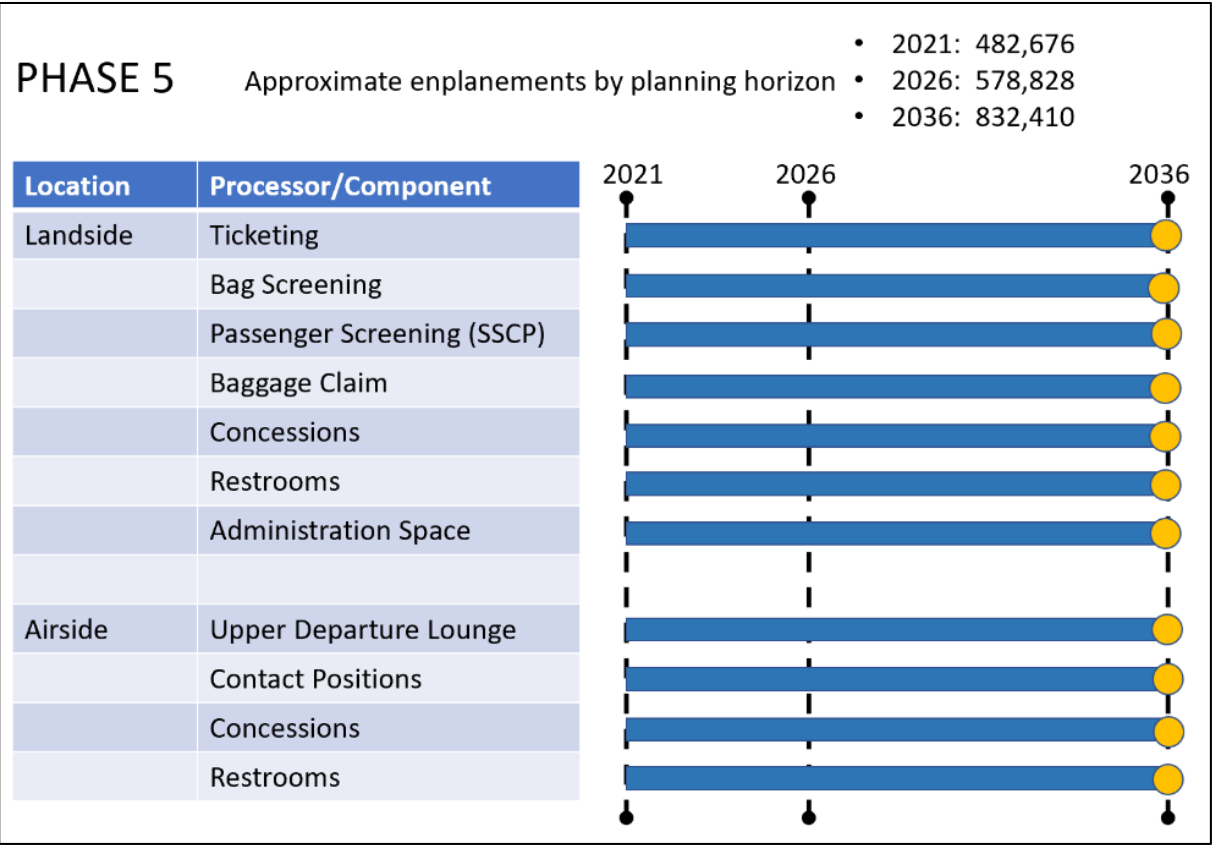 PHASE 5
Approximate enplanements by planning horizon
• 2021: 482,676
• 2026: 578,828
• 2036: 832,410
Location Processor/Component
2021 2026 2036
Landside Ticketing
Bag Screening
Passenger Screening (SSCP)
Baggage Claim
Concessions
Restrooms
Administration Space
Airside Upper Departure Lounge
Contact Positions
Concessions
Restrooms